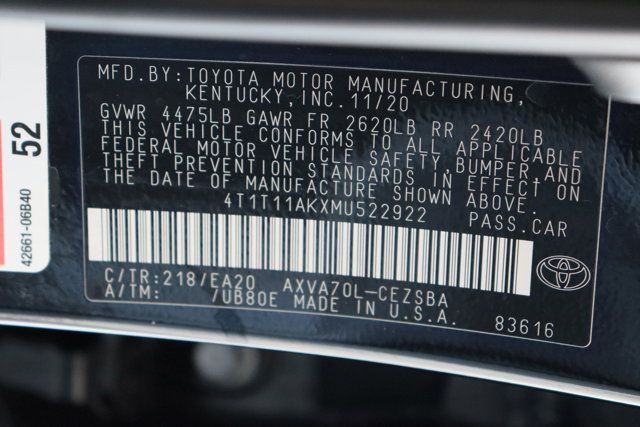 MFD.BY:TOYOTA MOTOR MANUFACTURING,
KENTUCKY,INC.11/20
GVWR 4475LB GAWR FR 2620LB RR 2420LB
THIS VEHICLE CONFORMS TO ALL APPLICABLE
FEDERAL MOTOR VEHICLE SAFETY,BUMPER,AND
THEFT PREVENTION STANDARDS IN EFFECT ON
THE DATE OF MANUFACTURE SHOWN ABOVE.
4T1T11AKXMU522922 PASS.CAR
C/TR:218/EA20 AXVA70L-CEZSBA
A/TM: /UB80E MADE IN U.S.A. 83616
52
42661-06B40